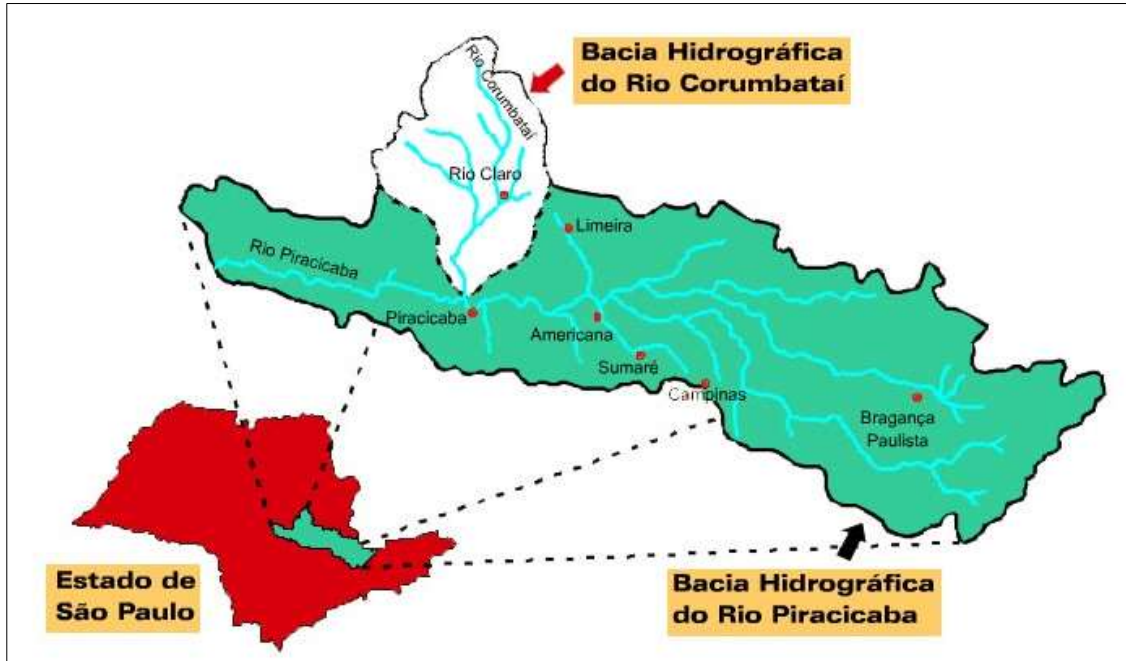 Bacia Hidrográfica
do Rio Corumbataí
Rio Corumbataí
Rio Claro
Limeira
Rio Piracicaba
Piracicaba
Americana
Sumaré
Campinas
Bragança
Paulista
Estado de
São Paulo
Bacia Hidrográfica
do Rio Piracicaba